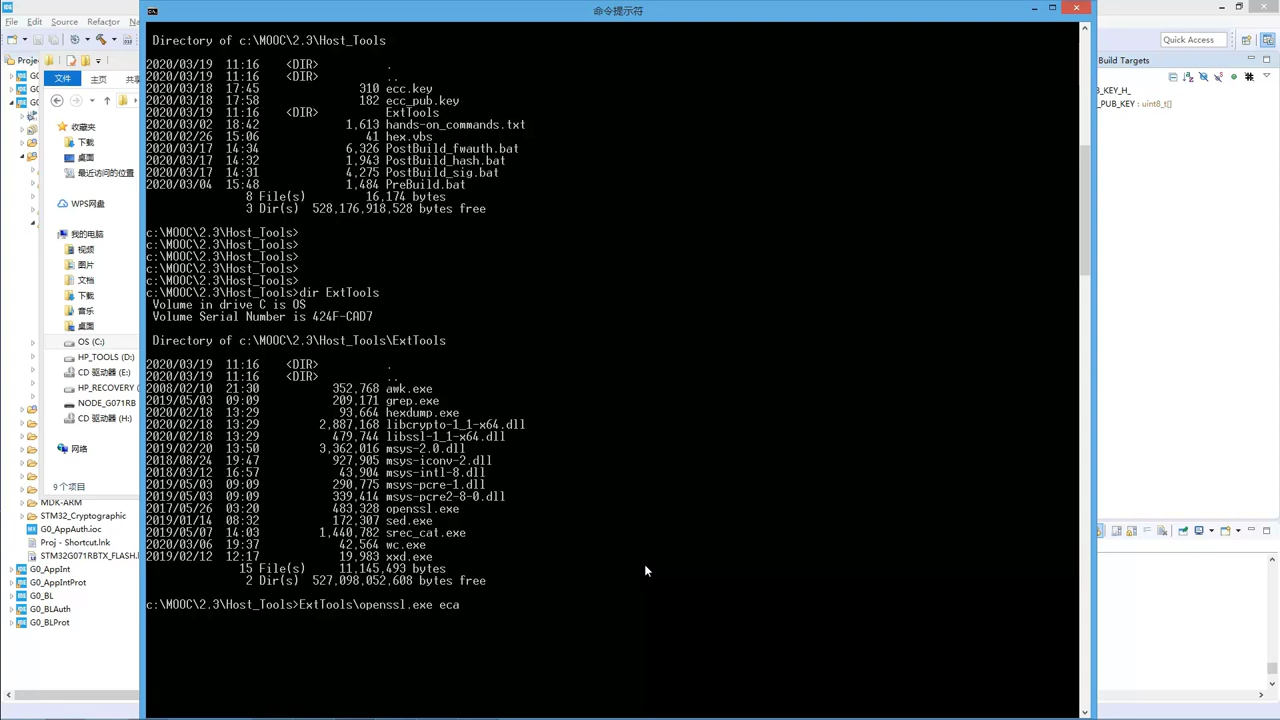 命令提示符
File Edit Source Refactor Na
Quick Access
Proje
文件 主页 共享
Build Targets
B_KEY_H_
_PUB_KEY : uint8_t[]
收藏夹
下载
桌面
最近访问的位置
WPS网盘
我的电脑
视频
图片
文档
下载
音乐
桌面
OS (C:)
HP_TOOLS (D:)
CD 驱动器 (E:)
HP_RECOVERY (
NODE_G071RB
CD 驱动器 (H:)
网络
9 个项目
MDK-ARM
STM32_Cryptographic
G0_AppAuth.ioc
Proj - Shortcut.lnk
STM32G071RBTX_FLASH.l
G0_AppInt
G0_AppIntProt
G0_BL
G0_BLAuth
G0_BLProt
Directory of c:\MOOC\2.3\Host_Tools
2020/03/19 11:16 <DIR> .
2020/03/19 11:16 <DIR> ..
2020/03/18 17:45 310 ecc.key
2020/03/18 17:58 182 ecc_pub.key
2020/03/19 11:16 <DIR> ExtTools
2020/03/02 18:42 1,613 hands-on_commands.txt
2020/02/26 15:06 41 hex.vbs
2020/03/17 14:34 6,326 PostBuild_fwauth.bat
2020/03/17 14:32 1,943 PostBuild_hash.bat
2020/03/17 14:31 4,275 PostBuild_sig.bat
2020/03/04 15:48 1,484 PreBuild.bat
8 File(s) 16,174 bytes
3 Dir(s) 528,176,918,528 bytes free
c:\MOOC\2.3\Host_Tools>
c:\MOOC\2.3\Host_Tools>
c:\MOOC\2.3\Host_Tools>
c:\MOOC\2.3\Host_Tools>
c:\MOOC\2.3\Host_Tools>
c:\MOOC\2.3\Host_Tools>dir ExtTools
Volume in drive C is OS
Volume Serial Number is 424F-CAD7
Directory of c:\MOOC\2.3\Host_Tools\ExtTools
2020/03/19 11:16 <DIR> .
2020/03/19 11:16 <DIR> ..
2008/02/10 21:30 352,768 awk.exe
2019/05/03 09:09 209,171 grep.exe
2020/02/18 13:29 93,664 hexdump.exe
2020/02/18 13:29 2,887,168 libcrypto-1_1-x64.dll
2020/02/18 13:29 479,744 libssl-1_1-x64.dll
2019/02/20 13:50 3,362,016 msys-2.0.dll
2018/08/24 19:47 927,905 msys-iconv-2.dll
2018/03/12 16:57 43,904 msys-intl-8.dll
2019/05/03 09:09 290,775 msys-pcre-1.dll
2019/05/03 09:09 339,414 msys-pcre2-8-0.dll
2017/05/26 03:20 483,328 openssl.exe
2019/01/14 08:32 172,307 sed.exe
2019/05/07 14:03 1,440,782 srec_cat.exe
2020/03/06 19:37 42,564 wc.exe
2019/02/12 12:17 19,983 xxd.exe
15 File(s) 11,145,493 bytes
2 Dir(s) 527,098,052,608 bytes free
c:\MOOC\2.3\Host_Tools>ExtTools\openssl.exe eca